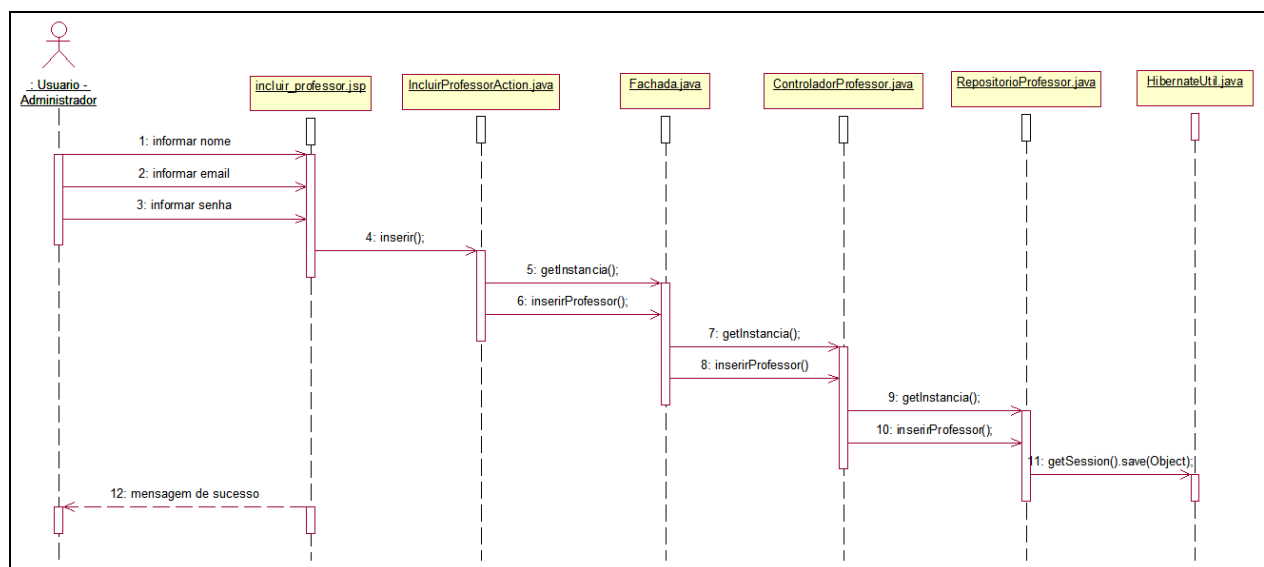 : Usuario -
Administrador
incluir_professor.jsp
IncluirProfessorAction.java
Fachada.java
ControladorProfessor.java
RepositorioProfessor.java
HibernateUtil.java
1: informar nome
2: informar email
3: informar senha
4: inserir();
5: getInstancia();
6: inserirProfessor();
7: getInstancia();
8: inserirProfessor()
9: getInstancia();
10: inserirProfessor();
11: getSession().save(Object);
12: mensagem de sucesso